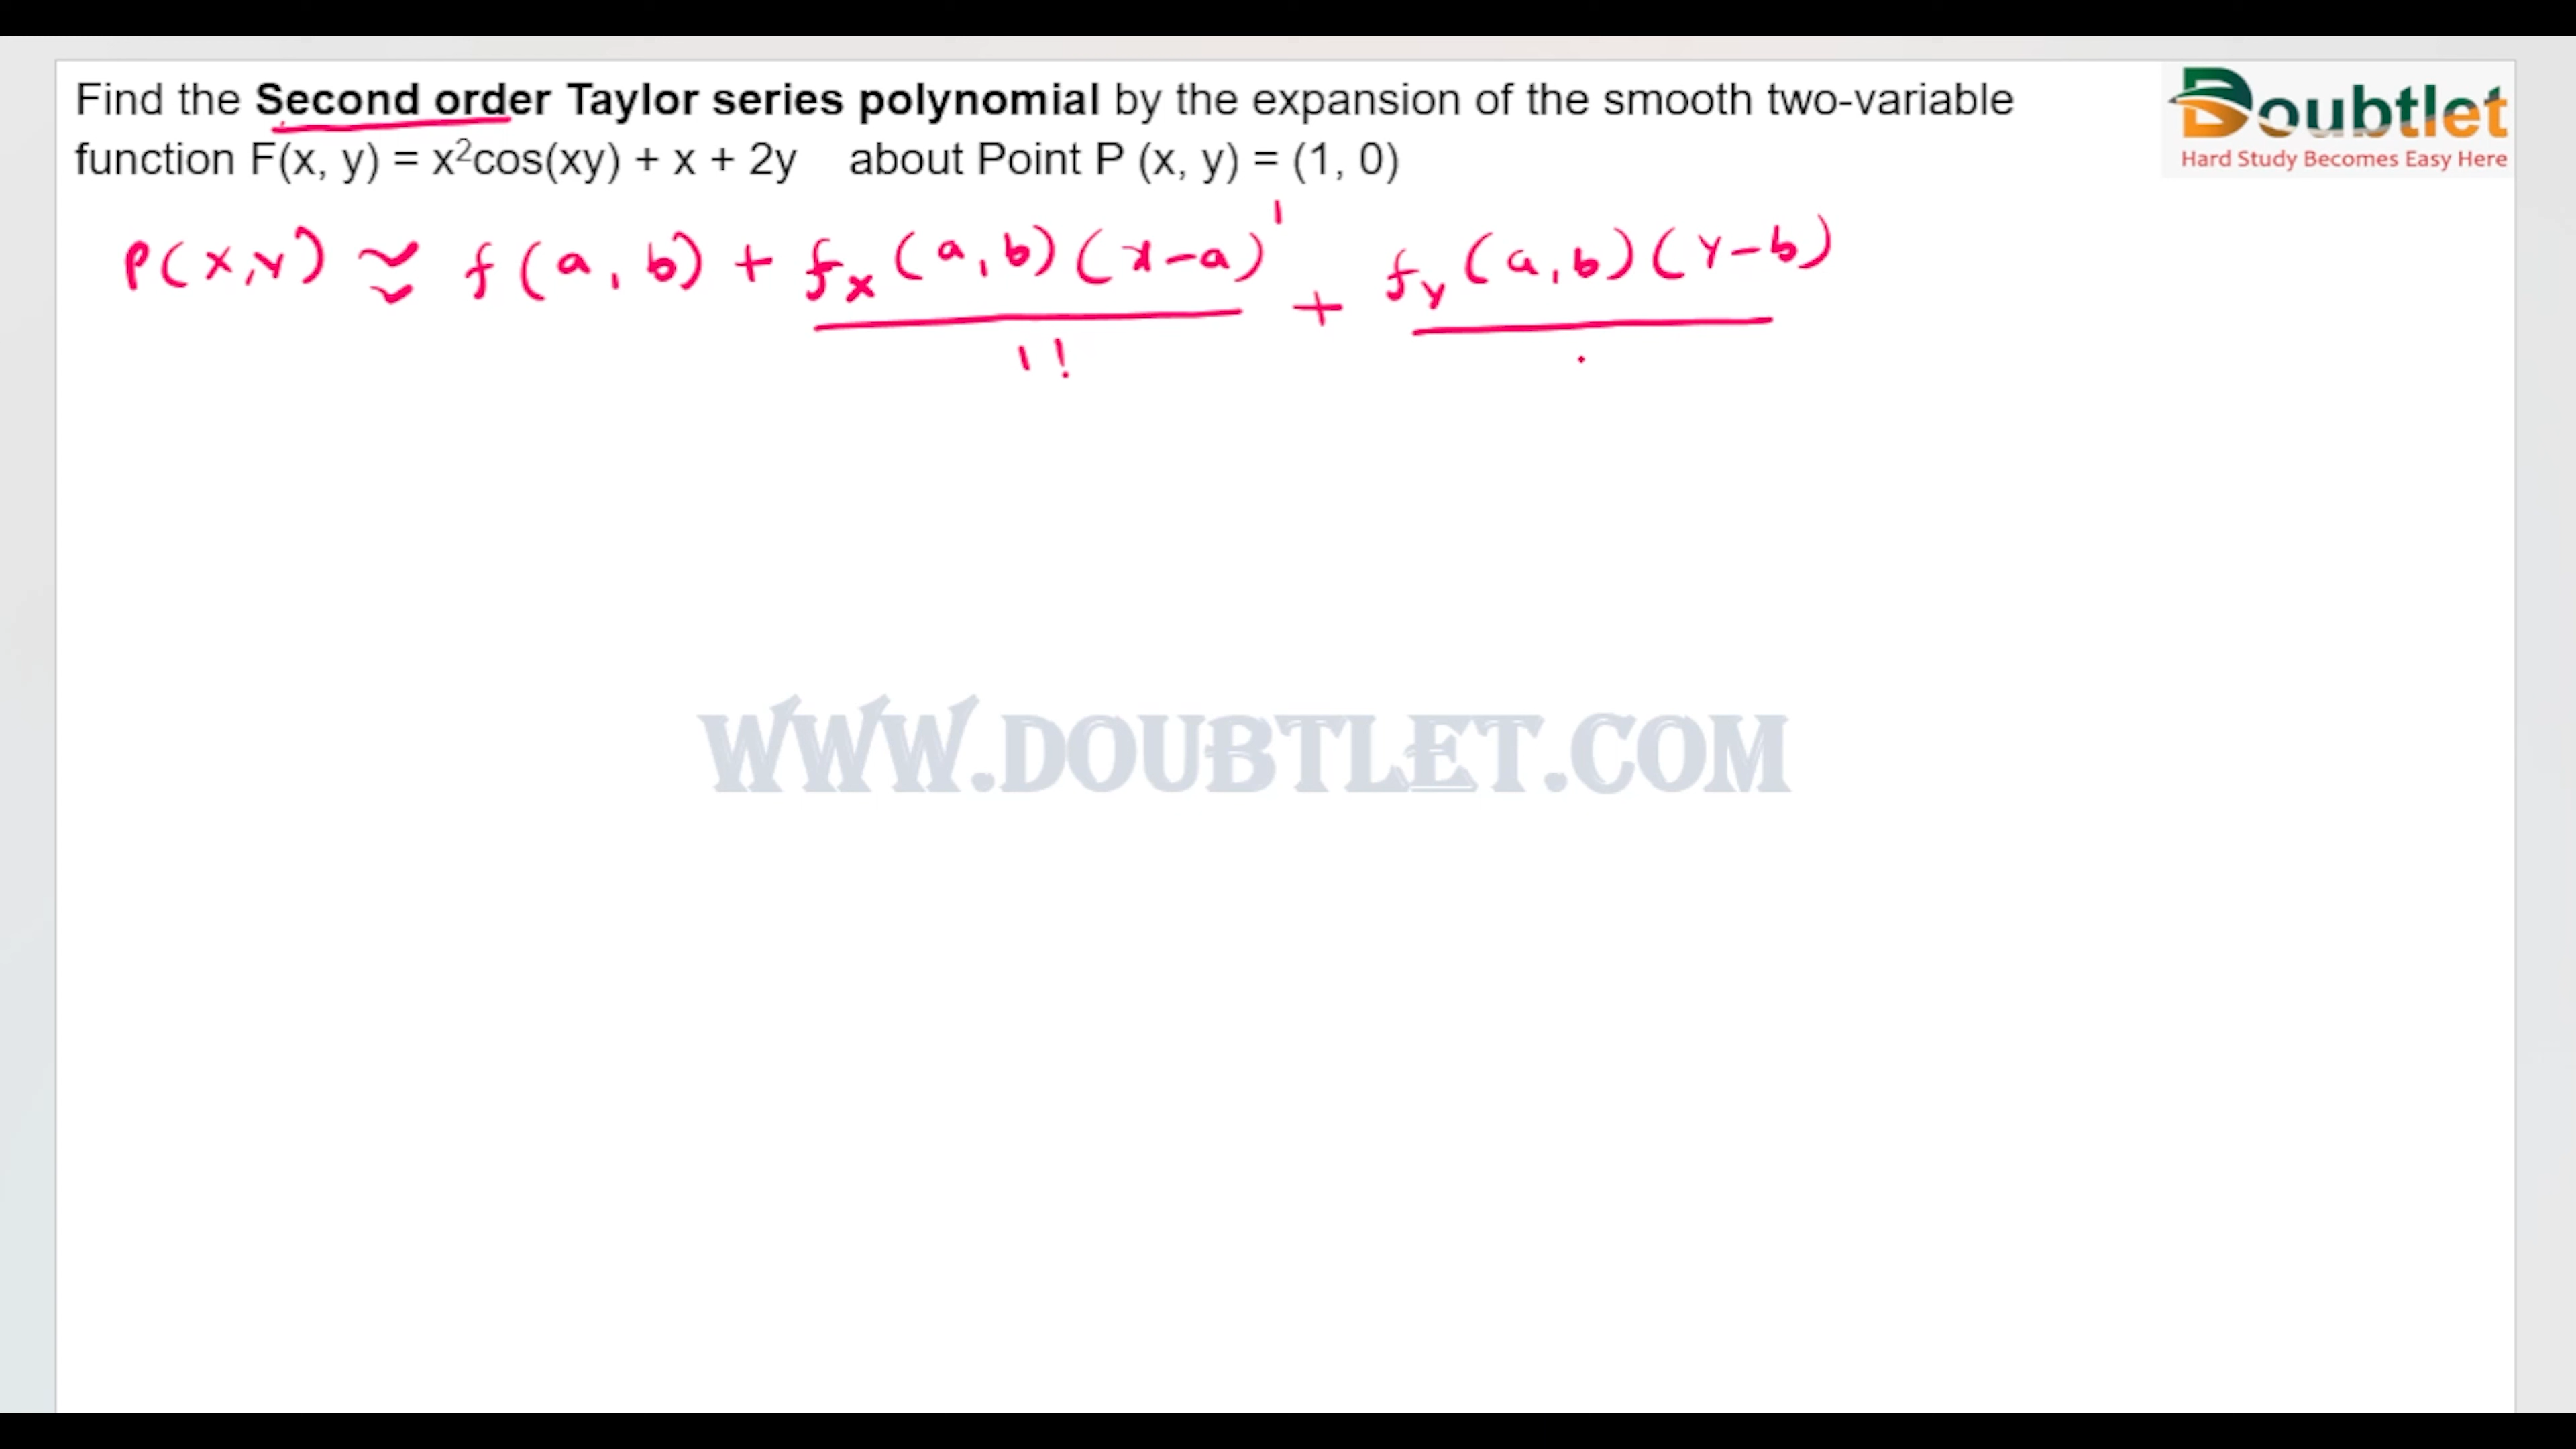 Find the Second order Taylor series polynomial by the expansion of the smooth two-variable
function F(x, y) = x²cos(xy) + x + 2y about Point P (x, y) = (1, 0)
Doubtlet
Hard Study Becomes Easy Here
P(x,y) ≈ f(a,b) + fₓ(a,b)(x-a)¹ + f_y(a,b)(y-b)
1!
WWW.DOUBTLET.COM